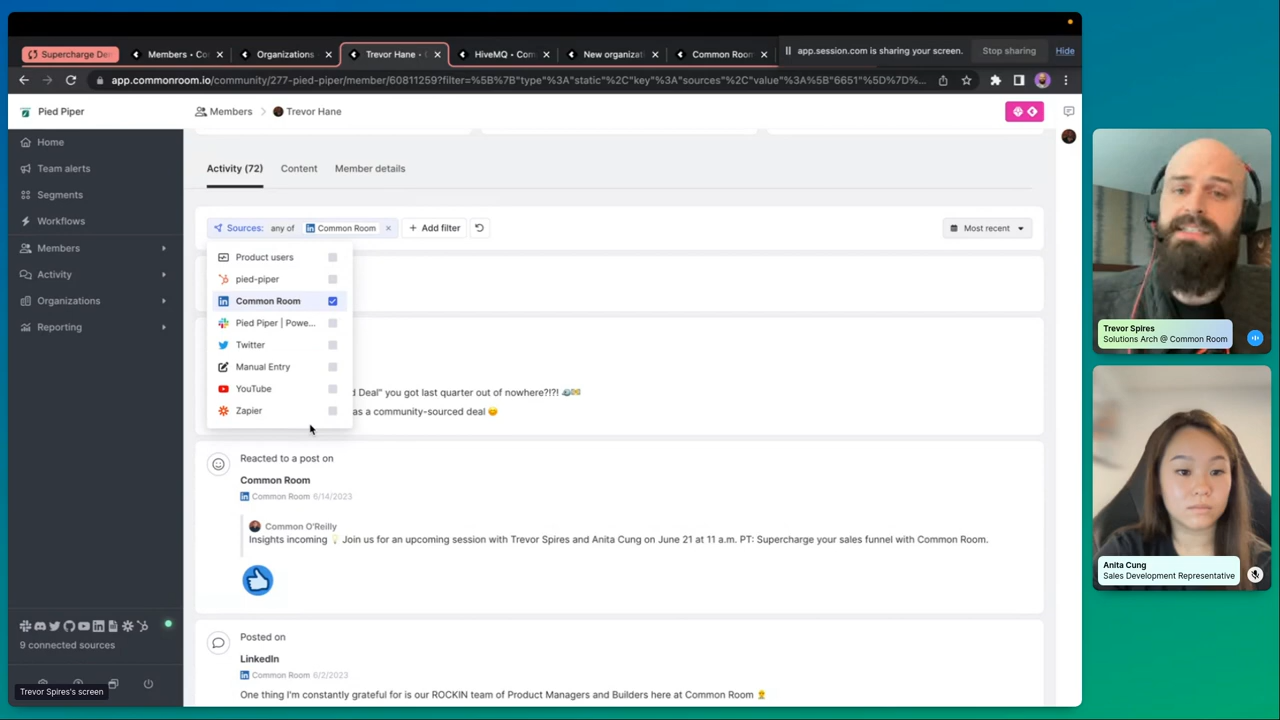 Supercharge De
Members • Co
Organizations
Trevor Hane •
HiveMQ • Com
New organizat
Common Room
app.session.com is sharing your screen.
Stop sharing
Hide
app.commonroom.io/community/277-pied-piper/member/60811259?filter=%5B%7B"type"%3A"static"%2C"key"%3A"sources"%2C"value"%3A%5B"6651"%5D%7D%...
Pied Piper
Members
Trevor Hane
Home
Team alerts
Segments
Workflows
Members
Activity
Organizations
Reporting
9 connected sources
Trevor Spires's screen
Activity (72)
Content
Member details
Sources: any of Common Room
Add filter
Most recent
Product users
pied-piper
Common Room
Pied Piper | Powe...
Twitter
Manual Entry
YouTube
Zapier
d Deal" you got last quarter out of nowhere?!?!
as a community-sourced deal
Reacted to a post on
Common Room
Common Room 6/14/2023
Common O'Reilly
Insights incoming 💡 Join us for an upcoming session with Trevor Spires and Anita Cung on June 21 at 11 a.m. PT: Supercharge your sales funnel with Common Room.
Posted on
LinkedIn
Common Room 6/2/2023
One thing I'm constantly grateful for is our ROCKIN team of Product Managers and Builders here at Common Room
Trevor Spires
Solutions Arch @ Common Room
Anita Cung
Sales Development Representative